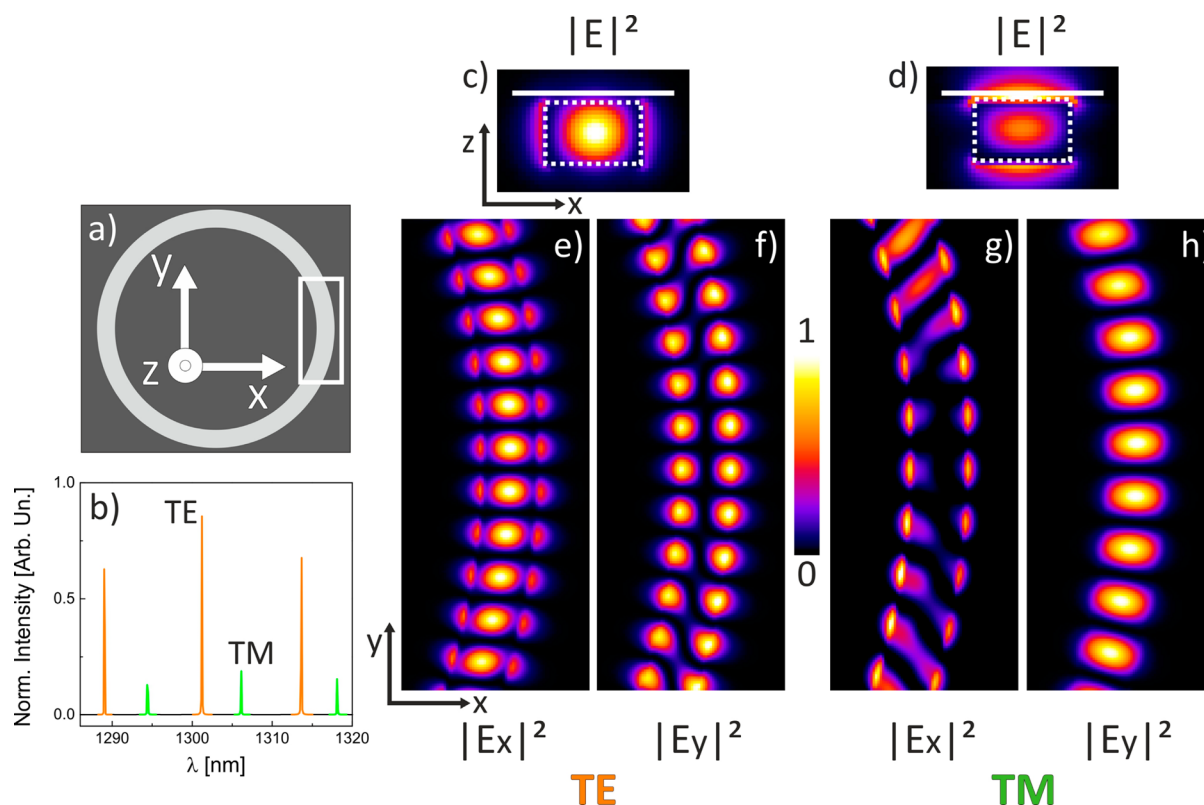 |E|²
|E|²
c)
d)
z
x
a)
y
z
x
e)
f)
g)
h)
1
0
b)
TE
TM
1.0
0.5
0.0
Norm. Intensity [Arb. Un.]
1290
1300
1310
1320
λ [nm]
y
x
|Ex|²
|Ey|²
|Ex|²
|Ey|²
TE
TM